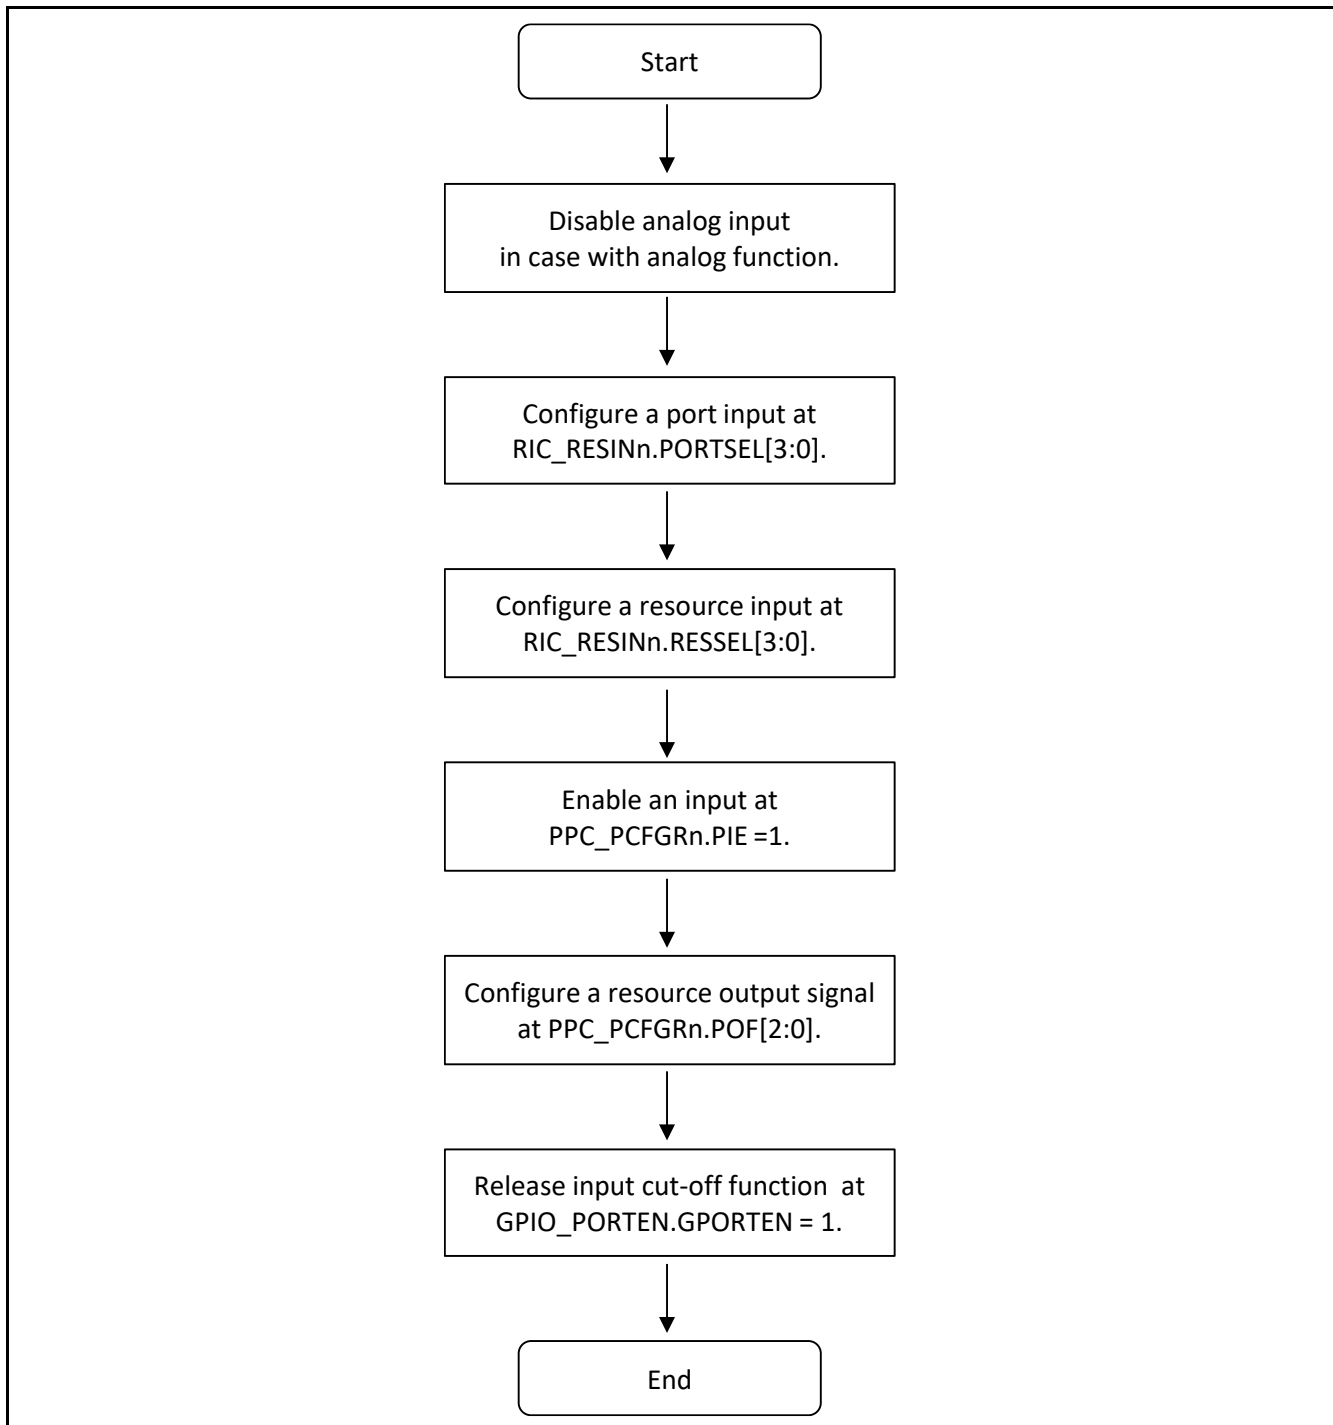 Start
Disable analog input
in case with analog function.
Configure a port input at
RIC_RESINn.PORTSEL[3:0].
Configure a resource input at
RIC_RESINn.RESSEL[3:0].
Enable an input at
PPC_PCFGRn.PIE =1.
Configure a resource output signal
at PPC_PCFGRn.POF[2:0].
Release input cut-off function  at
GPIO_PORTEN.GPORTEN = 1.
End